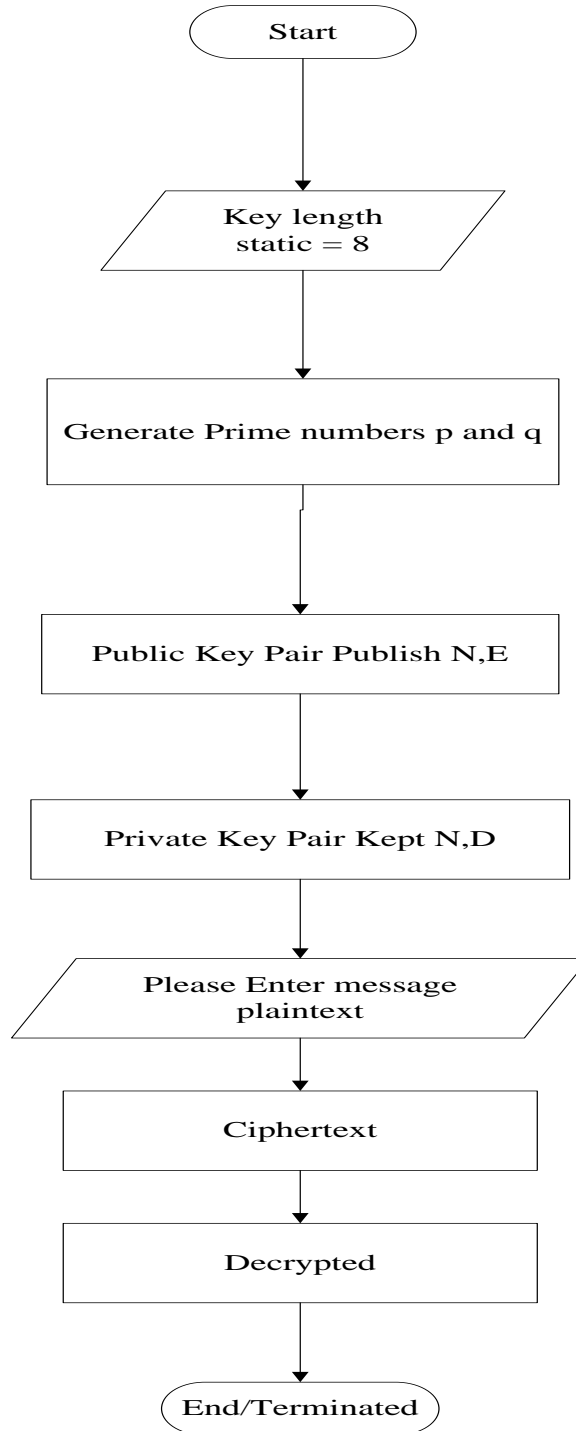 Start
Key length
static = 8
Generate Prime numbers p and q
Public Key Pair Publish N,E
Private Key Pair Kept N,D
Please Enter message
plaintext
Ciphertext
Decrypted
End/Terminated